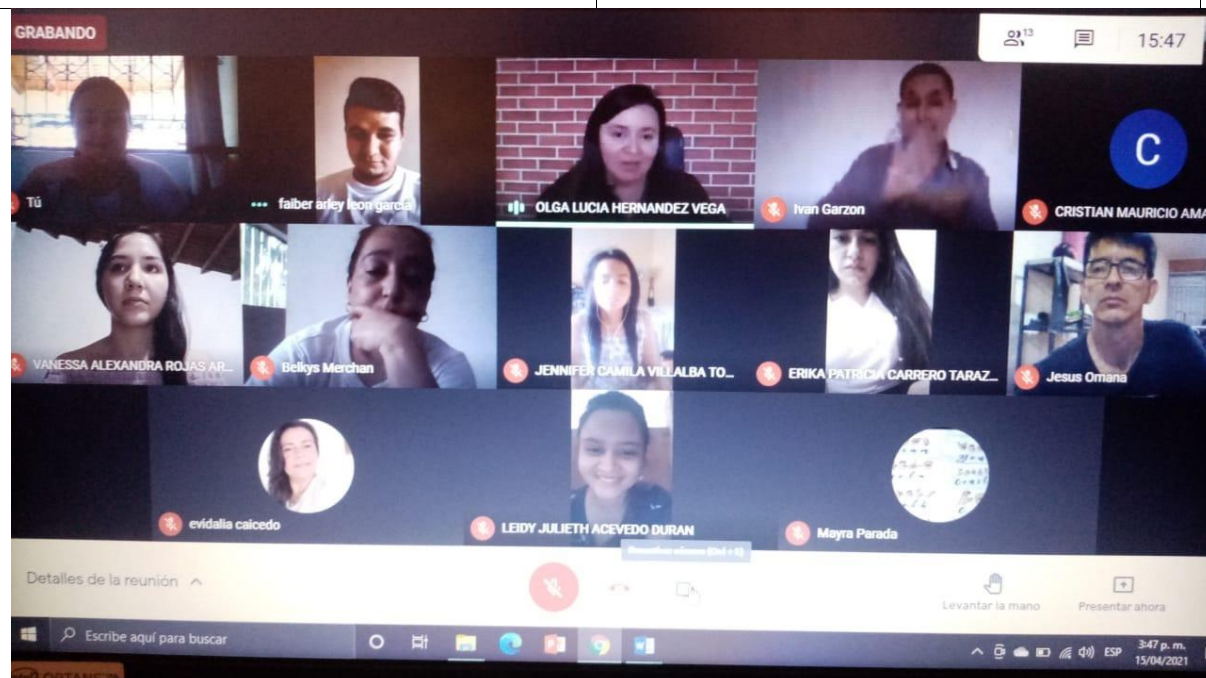 GRABANDO
13
15:47
Tú
faiber arley leon garcia
OLGA LUCIA HERNANDEZ VEGA
Ivan Garzon
C
CRISTIAN MAURICIO AMA
VANESSA ALEXANDRA ROJAS AR...
Belkys Merchan
JENNIFER CAMILA VILLALBA TO...
ERIKA PATRICIA CARRERO TARAZ...
Jesus Omana
evidalia caicedo
LEIDY JULIETH ACEVEDO DURAN
Mayra Parada
Detalles de la reunión
Levantar la mano
Presentar ahora
Escribe aquí para buscar
ESP
3:47 p. m.
15/04/2021